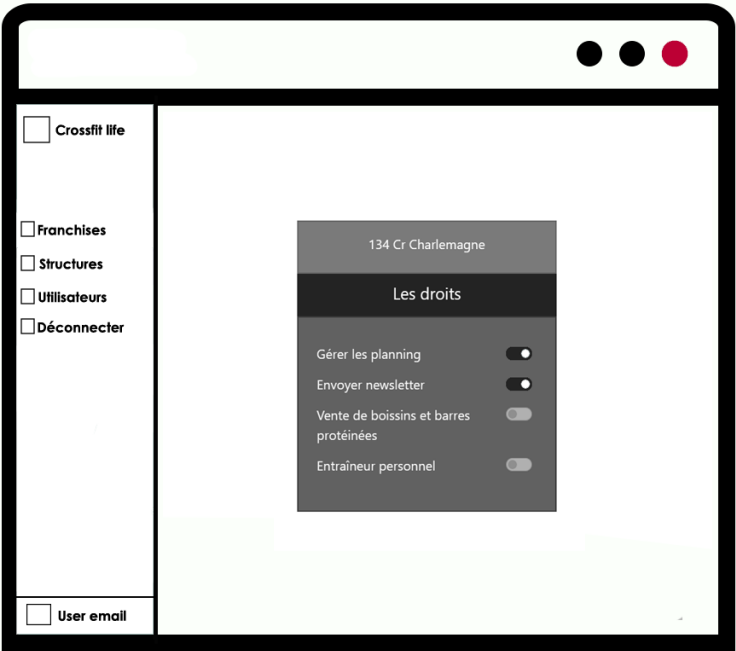 Crossfit life
Franchises
Structures
Utilisateurs
Déconnecter
User email
134 Cr Charlemagne
Les droits
Gérer les planning
Envoyer newsletter
Vente de boissins et barres
protéinées
Entraîneur personnel